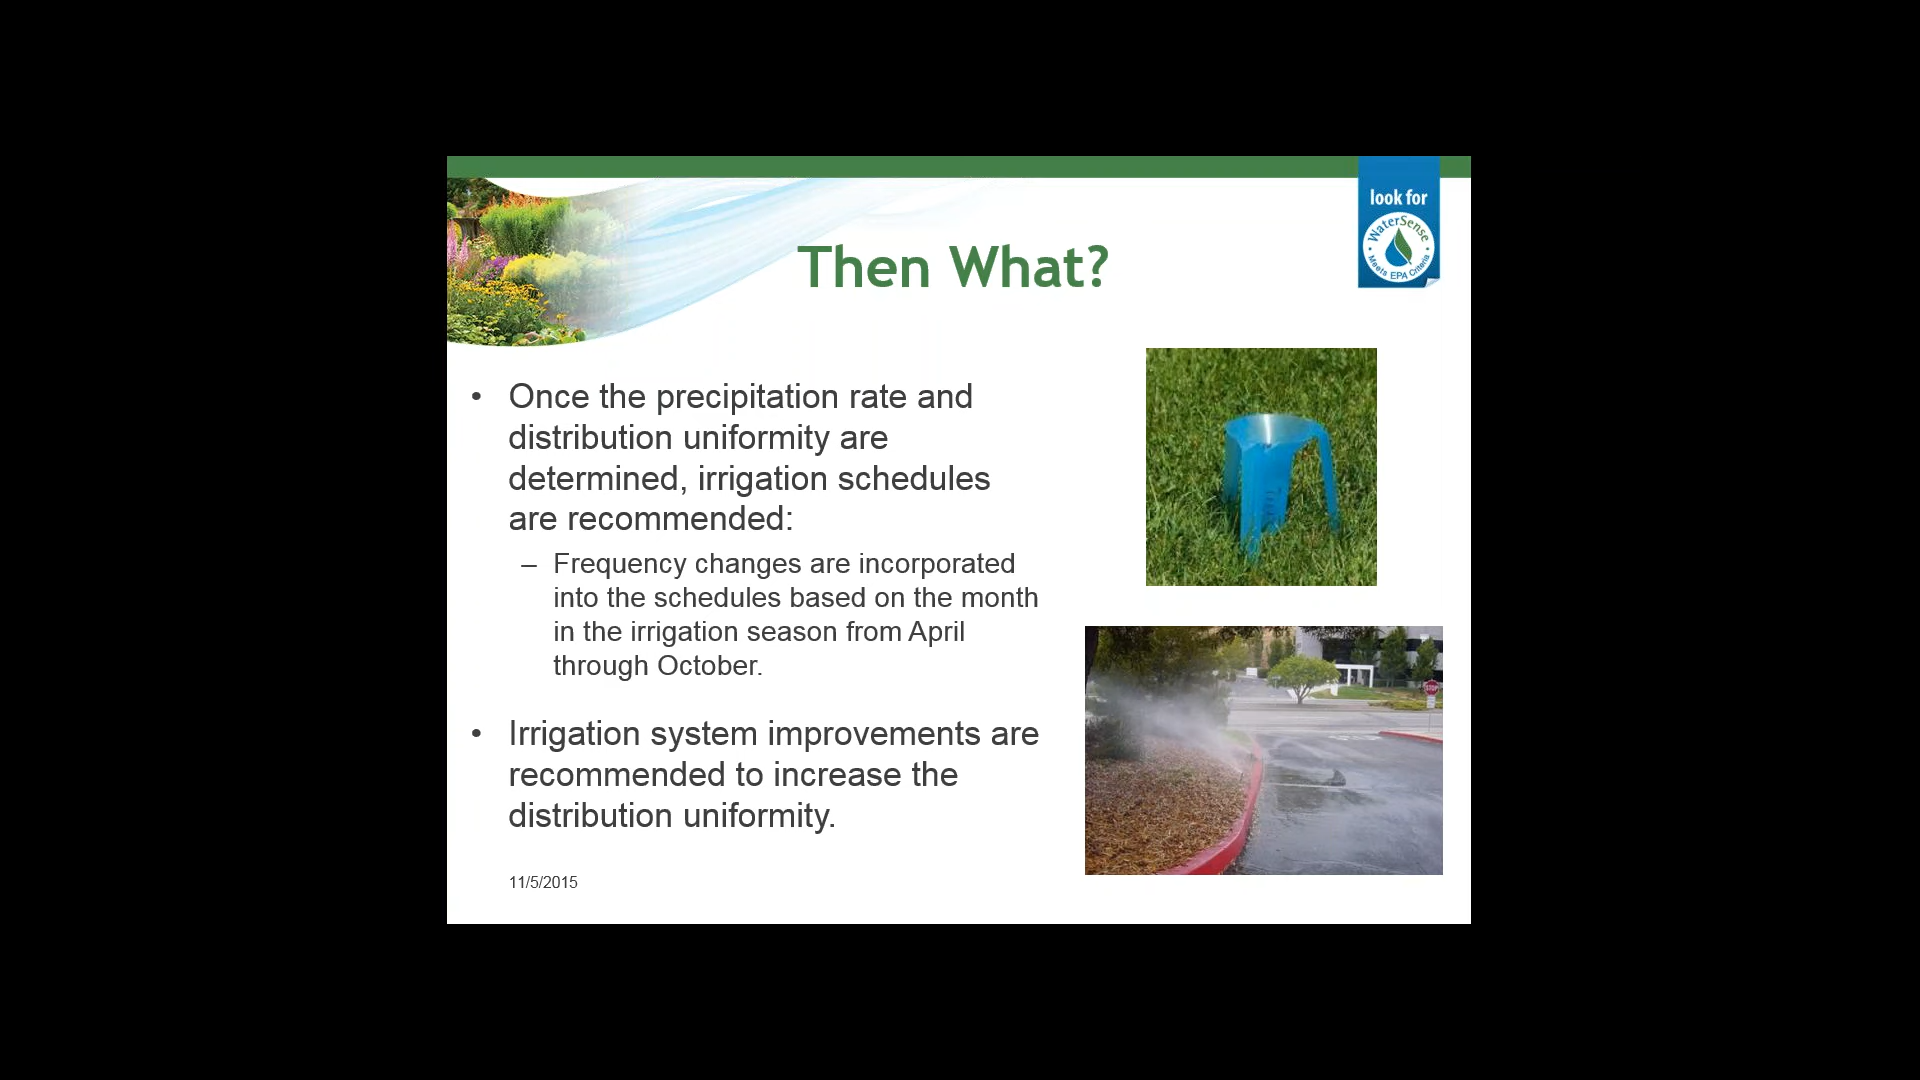 look for
WaterSense
Meets EPA Criteria
Then What?
• Once the precipitation rate and
distribution uniformity are
determined, irrigation schedules
are recommended:
– Frequency changes are incorporated
into the schedules based on the month
in the irrigation season from April
through October.
• Irrigation system improvements are
recommended to increase the
distribution uniformity.
STOP
11/5/2015